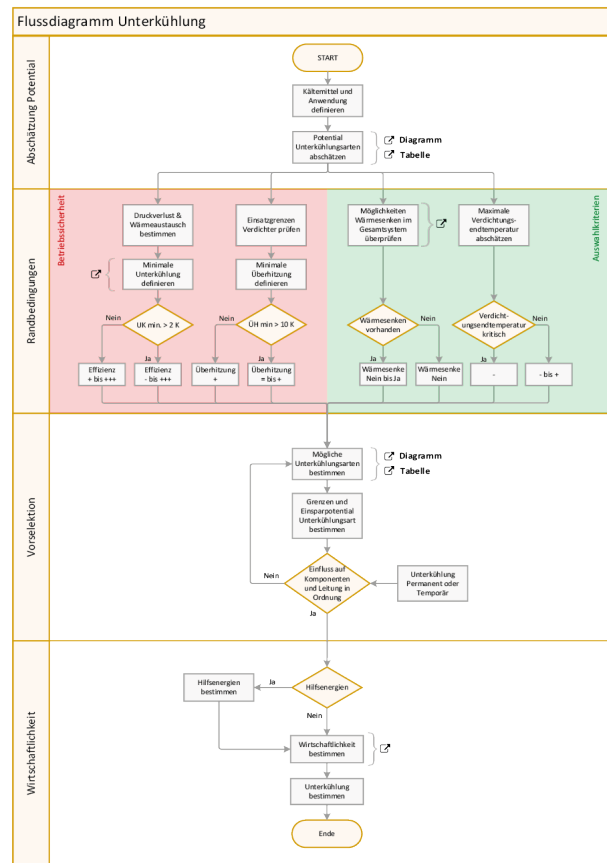 Flussdiagramm Unterkühlung
Abschätzung Potential
START
Kältemittel und
Anwendung
definieren
Potential
Unterkühlungsarten
abschätzen
Diagramm
Tabelle
Randbedingungen
Betriebssicherheit
Auswahlkriterien
Druckverlust &
Wärmeaustausch
bestimmen
Einsatzgrenzen
Verdichter prüfen
Möglichkeiten
Wärmesenken im
Gesamtsystem
überprüfen
Maximale
Verdichtungs-
endtemperatur
abschätzen
Minimale
Unterkühlung
definieren
Minimale
Überhitzung
definieren
Nein
UK min. > 2 K
Ja
Nein
ÜH min > 10 K
Ja
Wärmesenken
vorhanden
Ja
Nein
Verdicht-
ungsendtemperatur
kritisch
Ja
Nein
Effizienz
+ bis +++
Effizienz
- bis +++
Überhitzung
+
Überhitzung
= bis +
Wärmesenke
Nein bis Ja
Wärmesenke
Nein
-
- bis +
Vorselektion
Mögliche
Unterkühlungsarten
bestimmen
Diagramm
Tabelle
Grenzen und
Einsparpotential
Unterkühlungsart
bestimmen
Nein
Einfluss auf
Komponenten
und Leitung in
Ordnung
Unterkühlung
Permanent oder
Temporär
Ja
Wirtschaftlichkeit
Hilfsenergien
bestimmen
Ja
Hilfsenergien
Nein
Wirtschaftlichkeit
bestimmen
Unterkühlung
bestimmen
Ende